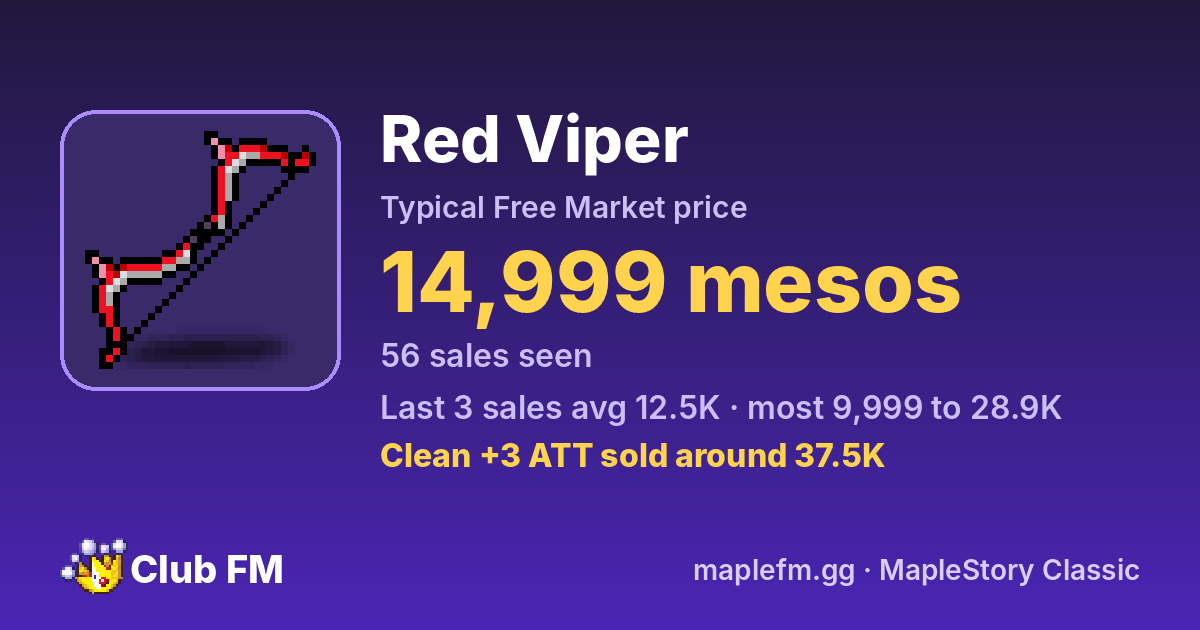 Red Viper
Typical Free Market price
14,999 mesos
56 sales seen
Last 3 sales avg 12.5K · most 9,999 to 28.9K
Clean +3 ATT sold around 37.5K
Club FM
maplefm.gg · MapleStory Classic